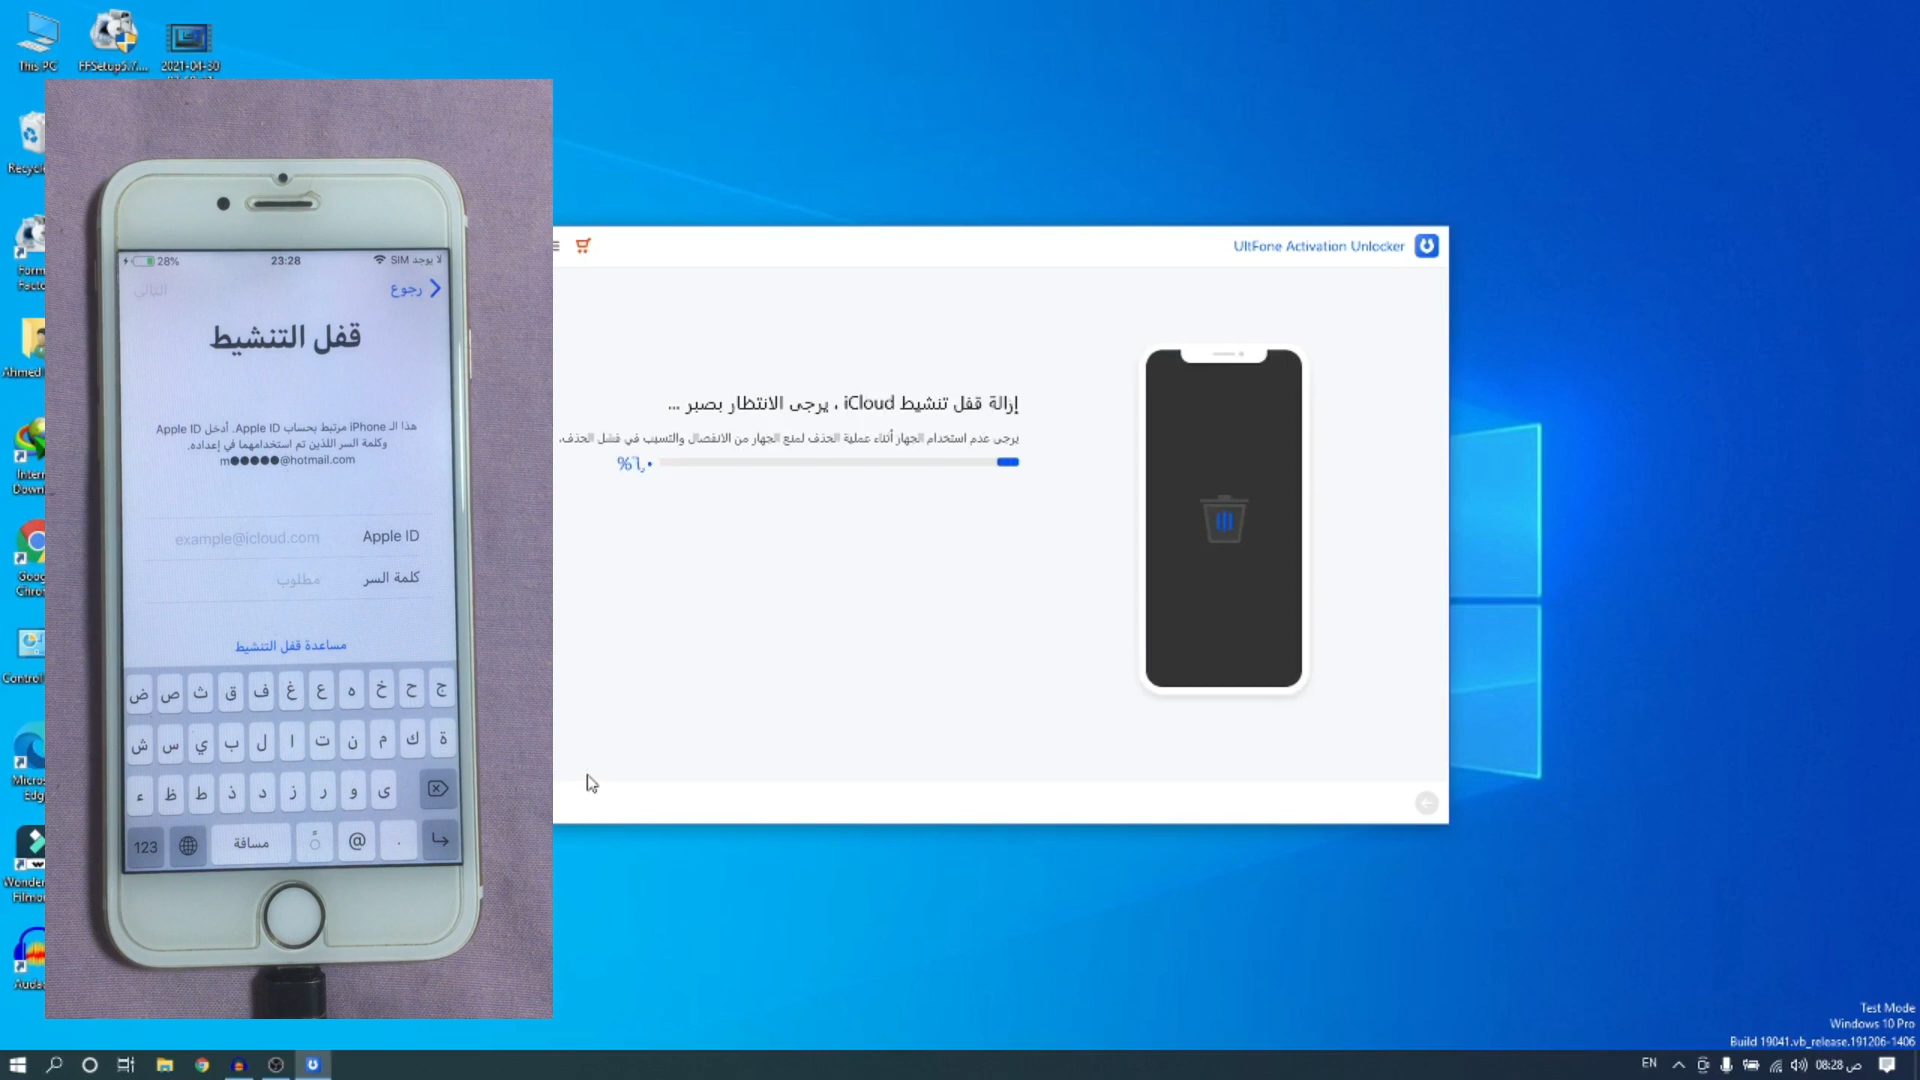 This PC
2021-04-30
28%
23:28
لا يوجد SIM
رجوع
التالي
قفل التنشيط
هذا الـ iPhone مرتبط بحساب Apple ID. أدخل Apple ID
وكلمة السر اللذين تم استخدامهما في إعداده.
m●●●●●@hotmail.com
Apple ID
example@icloud.com
كلمة السر
مطلوب
مساعدة قفل التنشيط
ض ص ث ق ف غ ع ه خ ح ج
ش س ي ب ل ا ت ن م ك ة
ء ظ ط ذ د ز ر و ى
123
مسافة
@
.
UltFone Activation Unlocker
إزالة قفل تنشيط iCloud ، يرجى الانتظار بصبر ...
يرجى عدم استخدام الجهاز أثناء عملية الحذف لمنع الجهاز من الانفصال والتسبب في فشل الحذف.
Test Mode
Windows 10 Pro
Build 19041.vb_release.191206-1406
EN
08:28 ص